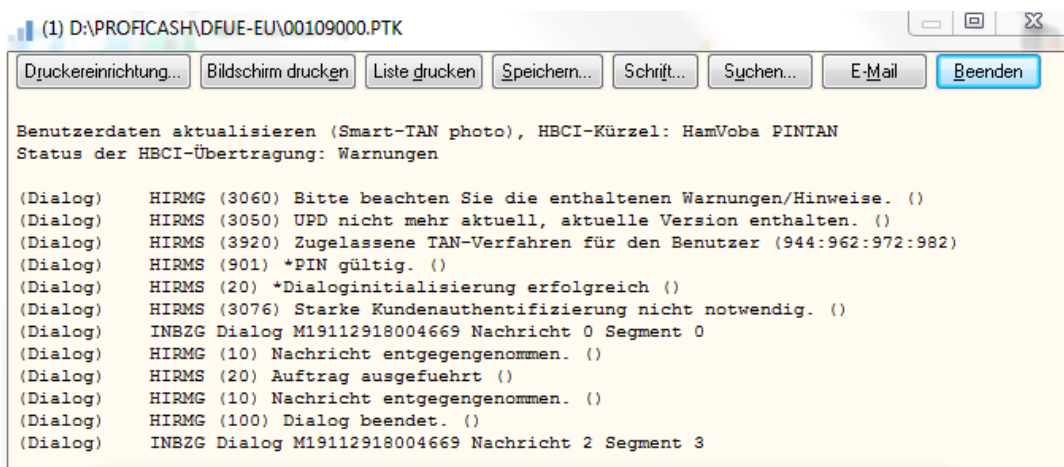 (1) D:\PROFICASH\DFUE-EU\00109000.PTK
Druckereinrichtung... Bildschirm drucken Liste drucken Speichern... Schrift... Suchen... E-Mail Beenden
Benutzerdaten aktualisieren (Smart-TAN photo), HBCI-Kürzel: HamVoba PINTAN
Status der HBCI-Übertragung: Warnungen
(Dialog) HIRMG (3060) Bitte beachten Sie die enthaltenen Warnungen/Hinweise. ()
(Dialog) HIRMS (3050) UPD nicht mehr aktuell, aktuelle Version enthalten. ()
(Dialog) HIRMS (3920) Zugelassene TAN-Verfahren für den Benutzer (944:962:972:982)
(Dialog) HIRMS (901) *PIN gültig. ()
(Dialog) HIRMS (20) *Dialoginitialisierung erfolgreich ()
(Dialog) HIRMS (3076) Starke Kundenauthentifizierung nicht notwendig. ()
(Dialog) INBZG Dialog M19112918004669 Nachricht 0 Segment 0
(Dialog) HIRMG (10) Nachricht entgegengenommen. ()
(Dialog) HIRMS (20) Auftrag ausgefuehrt ()
(Dialog) HIRMG (10) Nachricht entgegengenommen. ()
(Dialog) HIRMG (100) Dialog beendet. ()
(Dialog) INBZG Dialog M19112918004669 Nachricht 2 Segment 3